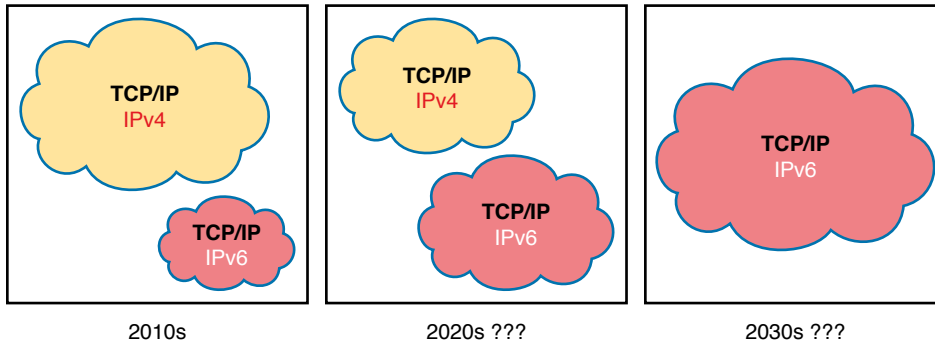 TCP/IP
IPv4
TCP/IP
IPv6
2010s
TCP/IP
IPv4
TCP/IP
IPv6
2020s ???
TCP/IP
IPv6
2030s ???